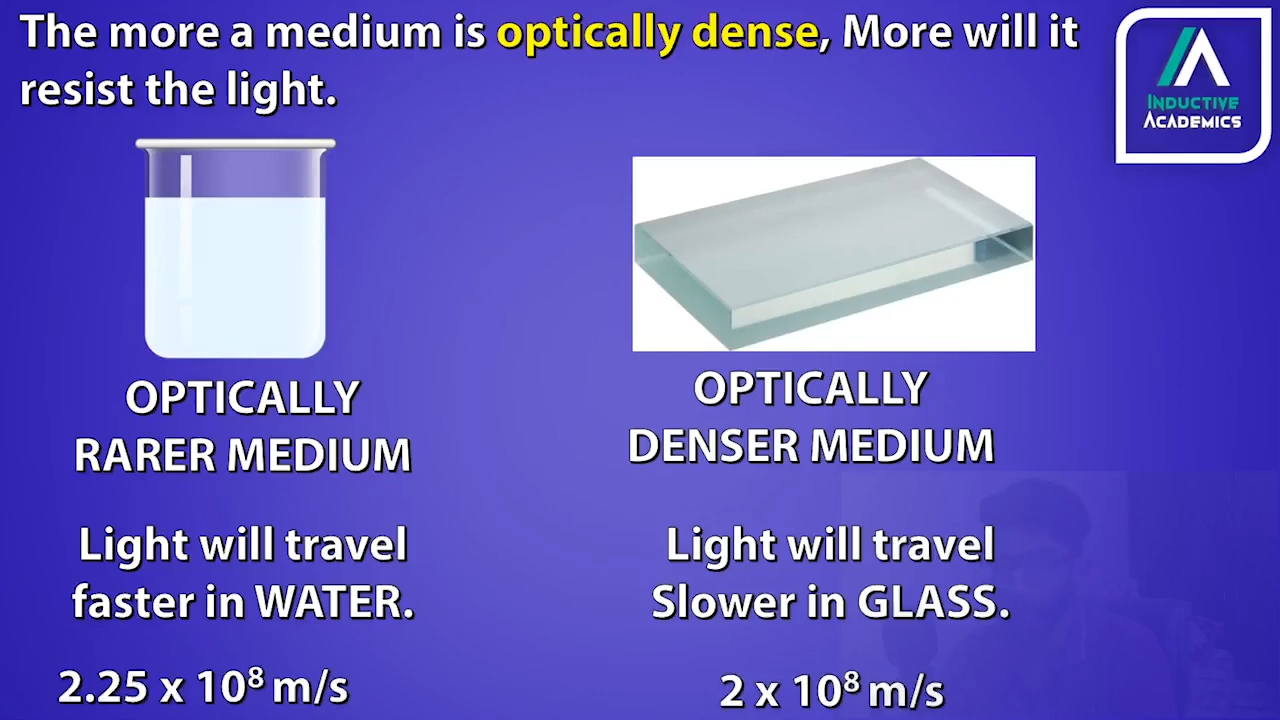 The more a medium is optically dense, More will it
resist the light.
INDUCTIVE
ACADEMICS
OPTICALLY
RARER MEDIUM
OPTICALLY
DENSER MEDIUM
Light will travel
faster in WATER.
Light will travel
Slower in GLASS.
2.25 x 10⁸ m/s
2 x 10⁸ m/s